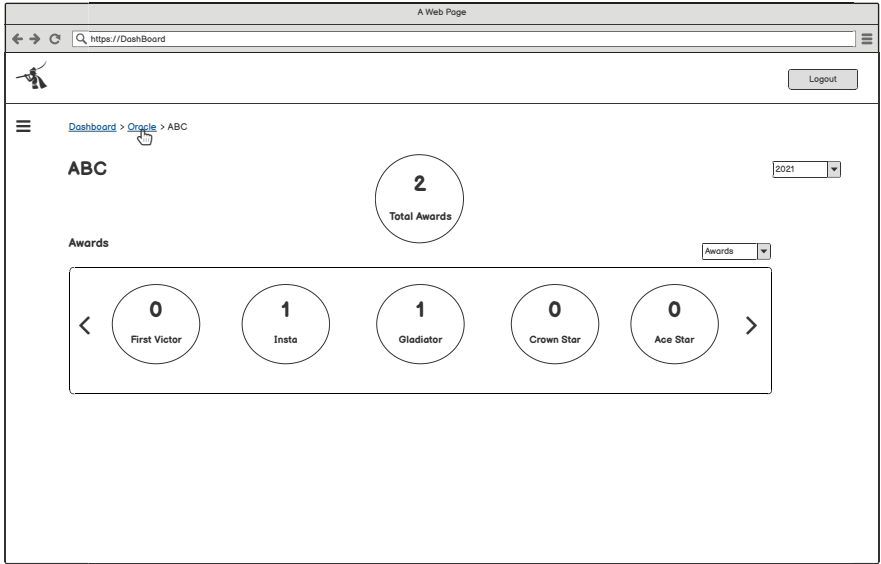 A Web Page
https://DashBoard
Logout
Dashboard > Oracle > ABC
ABC
2
Total Awards
2021
Awards
Awards
0
First Victor
1
Insta
1
Gladiator
0
Crown Star
0
Ace Star